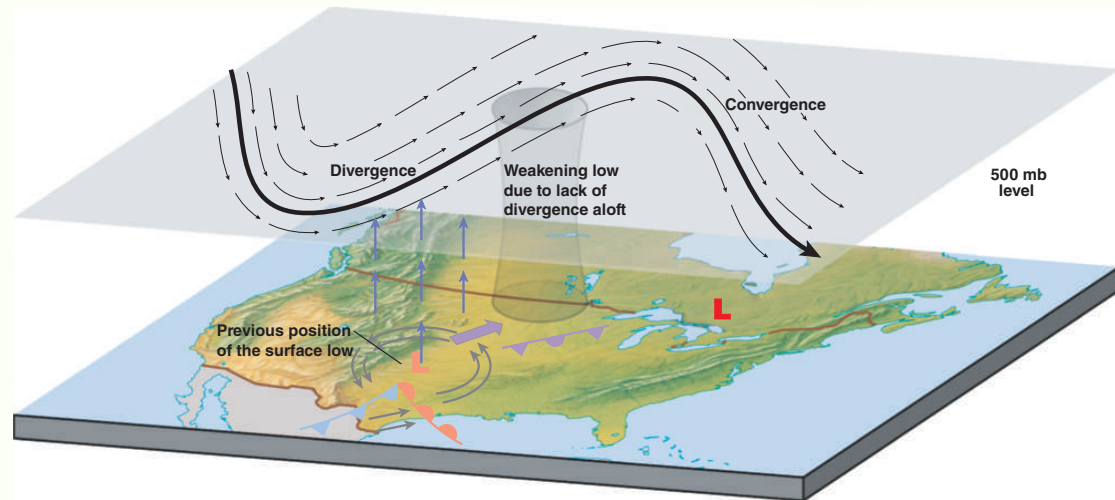 Convergence
Divergence
Weakening low
due to lack of
divergence aloft
500 mb
level
L
Previous position
of the surface low
L